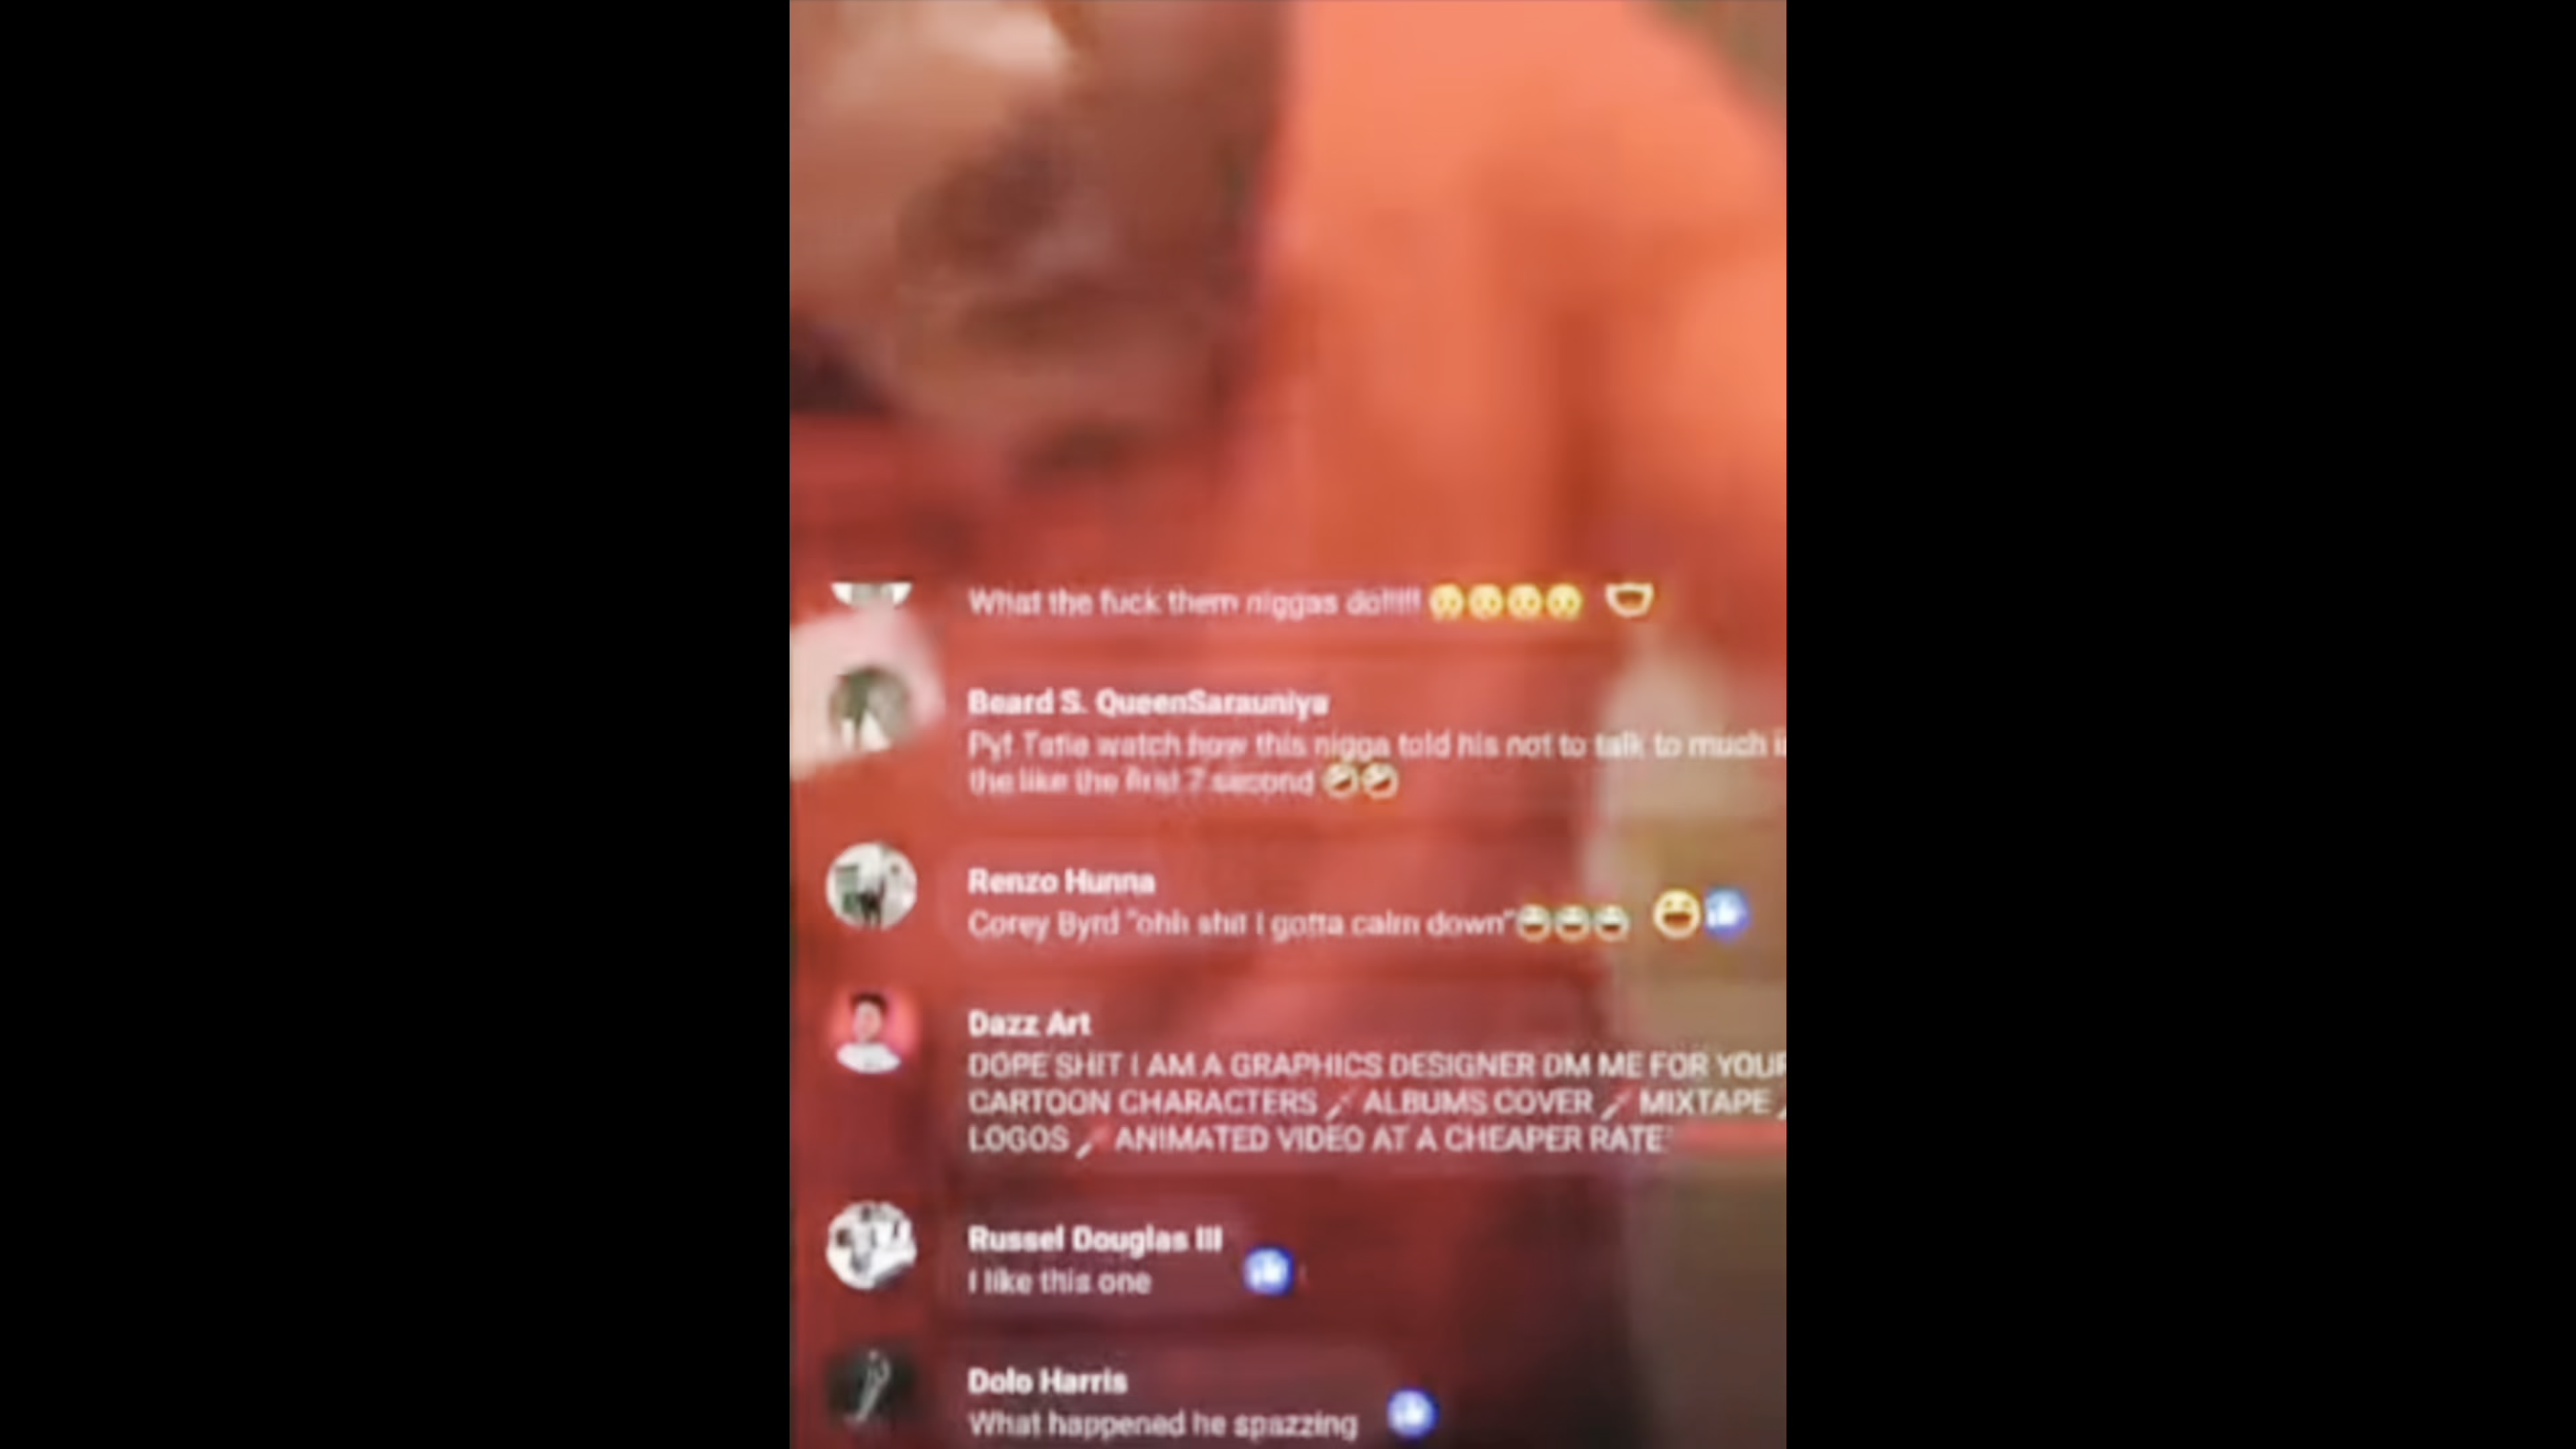 What the fuck them niggas do!!!!!
Beard S. QueenSarauniya
Pyf Tatie watch how this nigga told his not to talk to much
the like the first 7 second
Renzo Hunna
Corey Byrd "ohh shit I gotta calm down"
Dazz Art
DOPE SHIT I AM A GRAPHICS DESIGNER DM ME FOR YOUR
CARTOON CHARACTERS ALBUMS COVER MIXTAPE
LOGOS ANIMATED VIDEO AT A CHEAPER RATE
Russel Douglas III
I like this one
Dolo Harris
What happened he spazzing